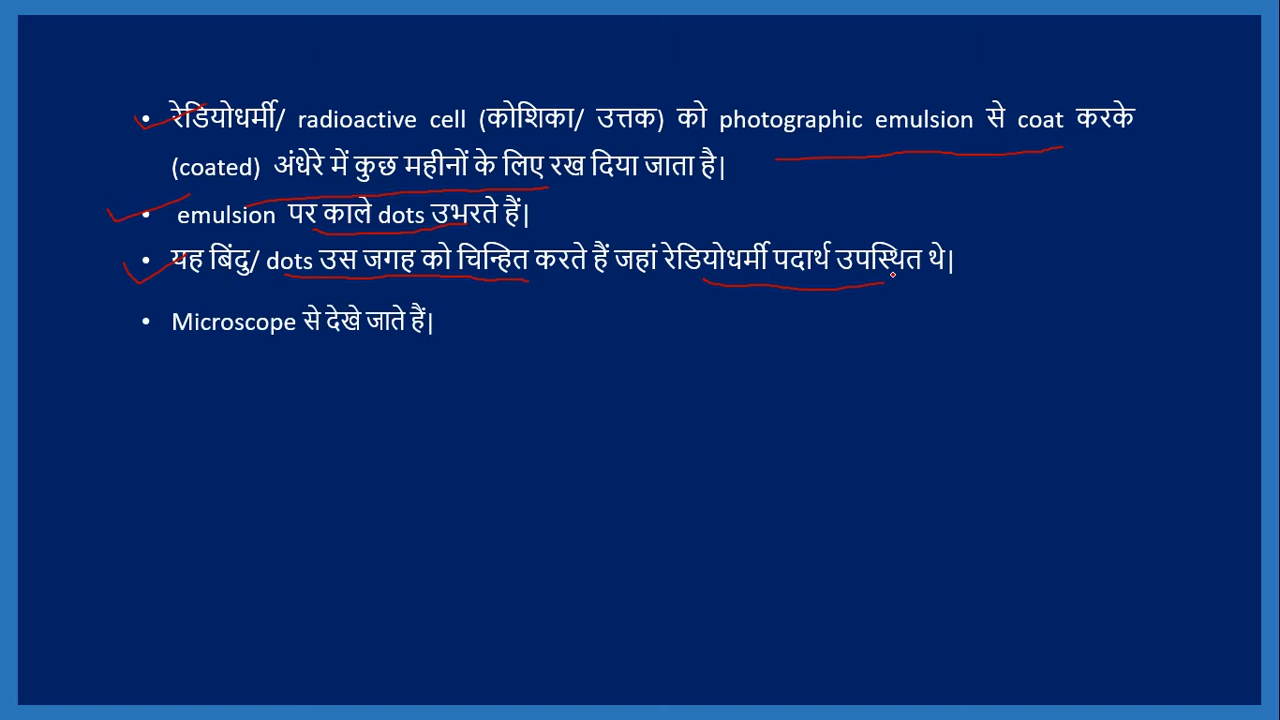 • रेडियोधर्मी/ radioactive cell (कोशिका/ उत्तक) को photographic emulsion से coat करके
(coated) अंधेरे में कुछ महीनों के लिए रख दिया जाता है|
• emulsion पर काले dots उभरते हैं|
• यह बिंदु/ dots उस जगह को चिन्हित करते हैं जहां रेडियोधर्मी पदार्थ उपस्थित थे|
• Microscope से देखे जाते हैं|